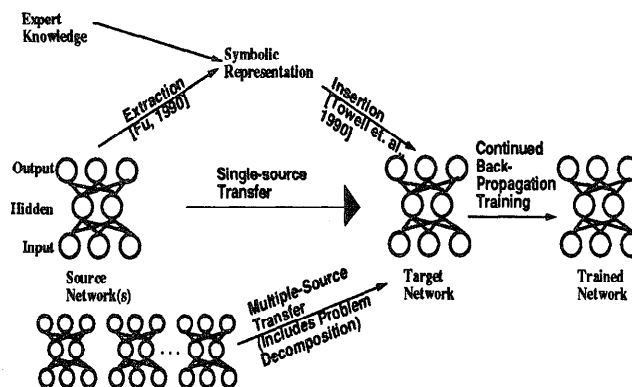 Expert
Knowledge
Symbolic
Representation
Extraction
[Fu, 1990]
Insertion
[Towell et. al,
1990]
Output
Hidden
Input
Single-source
Transfer
Continued
Back-
Propagation
Training
Source
Network(s)
Target
Network
Trained
Network
Multiple-Source
Transfer
(Includes Problem
Decomposition)
...